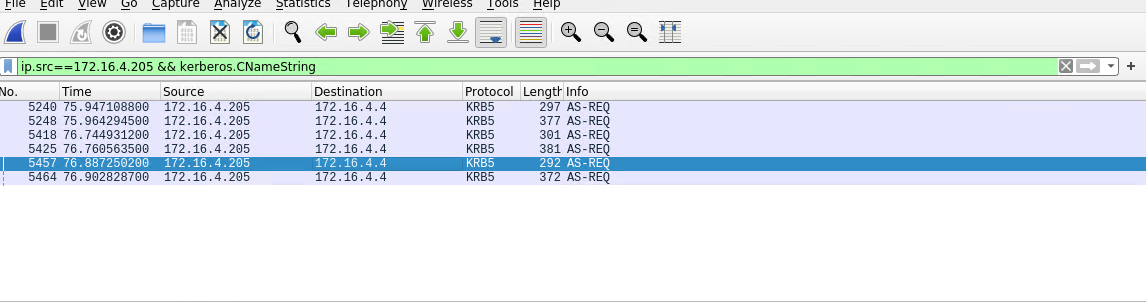 File Edit View Go Capture Analyze Statistics Telephony Wireless Tools Help
ip.src==172.16.4.205 && kerberos.CNameString
No. Time Source Destination Protocol Length Info
5240 75.947108800 172.16.4.205 172.16.4.4 KRB5 297 AS-REQ
5248 75.964294500 172.16.4.205 172.16.4.4 KRB5 377 AS-REQ
5418 76.744931200 172.16.4.205 172.16.4.4 KRB5 301 AS-REQ
5425 76.760563500 172.16.4.205 172.16.4.4 KRB5 381 AS-REQ
5457 76.887250200 172.16.4.205 172.16.4.4 KRB5 292 AS-REQ
5464 76.902828700 172.16.4.205 172.16.4.4 KRB5 372 AS-REQ